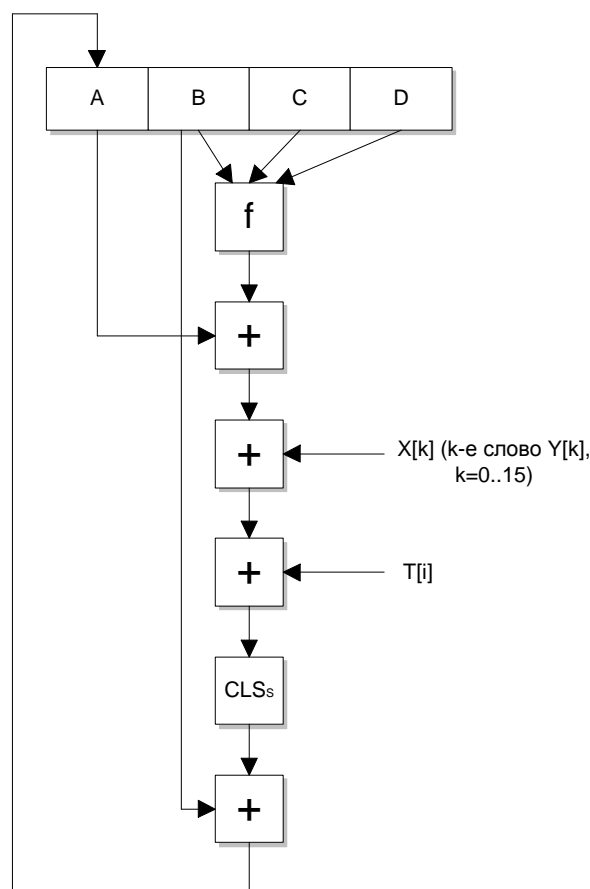 A B C D
f
+
+
X[k] (k-е слово Y[k],
k=0..15)
+
T[i]
CLSs
+